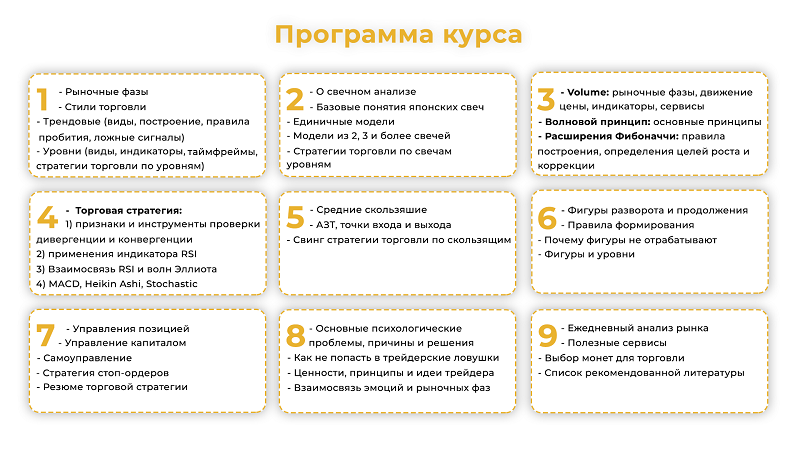 Программа курса
1 - Рыночные фазы
- Стили торговли
- Трендовые (виды, построение, правила
пробития, ложные сигналы)
- Уровни (виды, индикаторы, таймфреймы,
стратегии торговли по уровням)
2 - О свечном анализе
- Базовые понятия японских свеч
- Единичные модели
- Модели из 2, 3 и более свечей
- Стратегии торговли по свечам
уровням
3 - Volume: рыночные фазы, движение
цены, индикаторы, сервисы
- Волновой принцип: основные принципы
- Расширения Фибоначчи: правила
построения, определения целей роста и
коррекции
4 - Торговая стратегия:
1) признаки и инструменты проверки
дивергенции и конвергенции
2) применения индикатора RSI
3) Взаимосвязь RSI и волн Эллиота
4) MACD, Heikin Ashi, Stochastic
5 - Средние скользяшие
- АЗТ, точки входа и выхода
- Свинг стратегии торговли по скользящим
6 - Фигуры разворота и продолжения
- Правила формирования
- Почему фигуры не отрабатывают
- Фигуры и уровни
7 - Управления позицией
- Управление капиталом
- Самоуправление
- Стратегия стоп-ордеров
- Резюме торговой стратегии
8 - Основные психологические
проблемы, причины и решения
- Как не попасть в трейдерские ловушки
- Ценности, принципы и идеи трейдера
- Взаимосвязь эмоций и рыночных фаз
9 - Ежедневный анализ рынка
- Полезные сервисы
- Выбор монет для торговли
- Список рекомендованной литературы